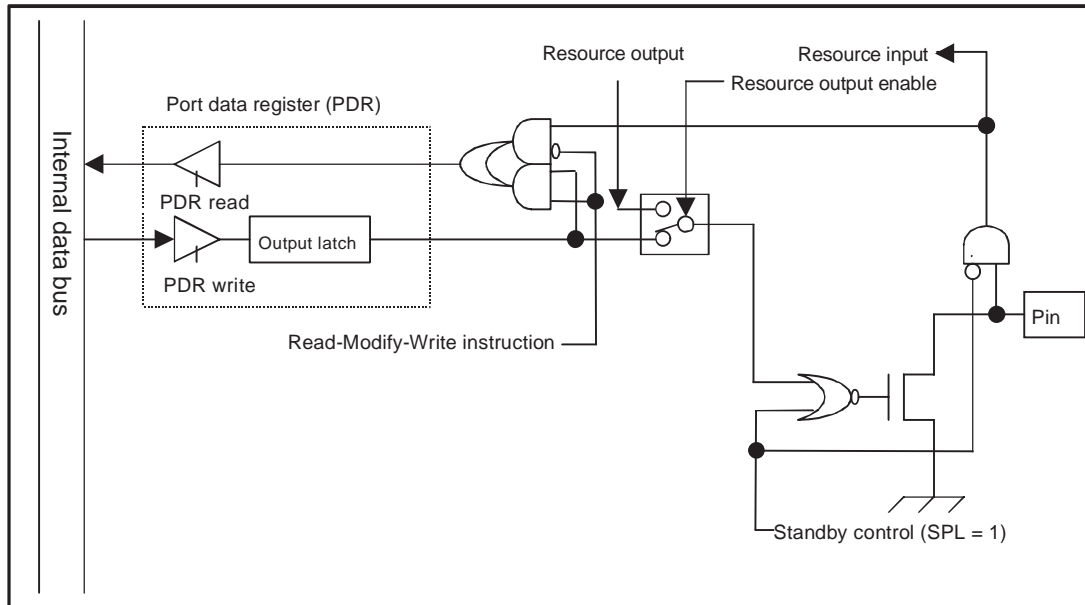 Resource output
Resource input
Resource output enable
Port data register (PDR)
Internal data bus
PDR read
Output latch
PDR write
Pin
Read-Modify-Write instruction
Standby control (SPL = 1)